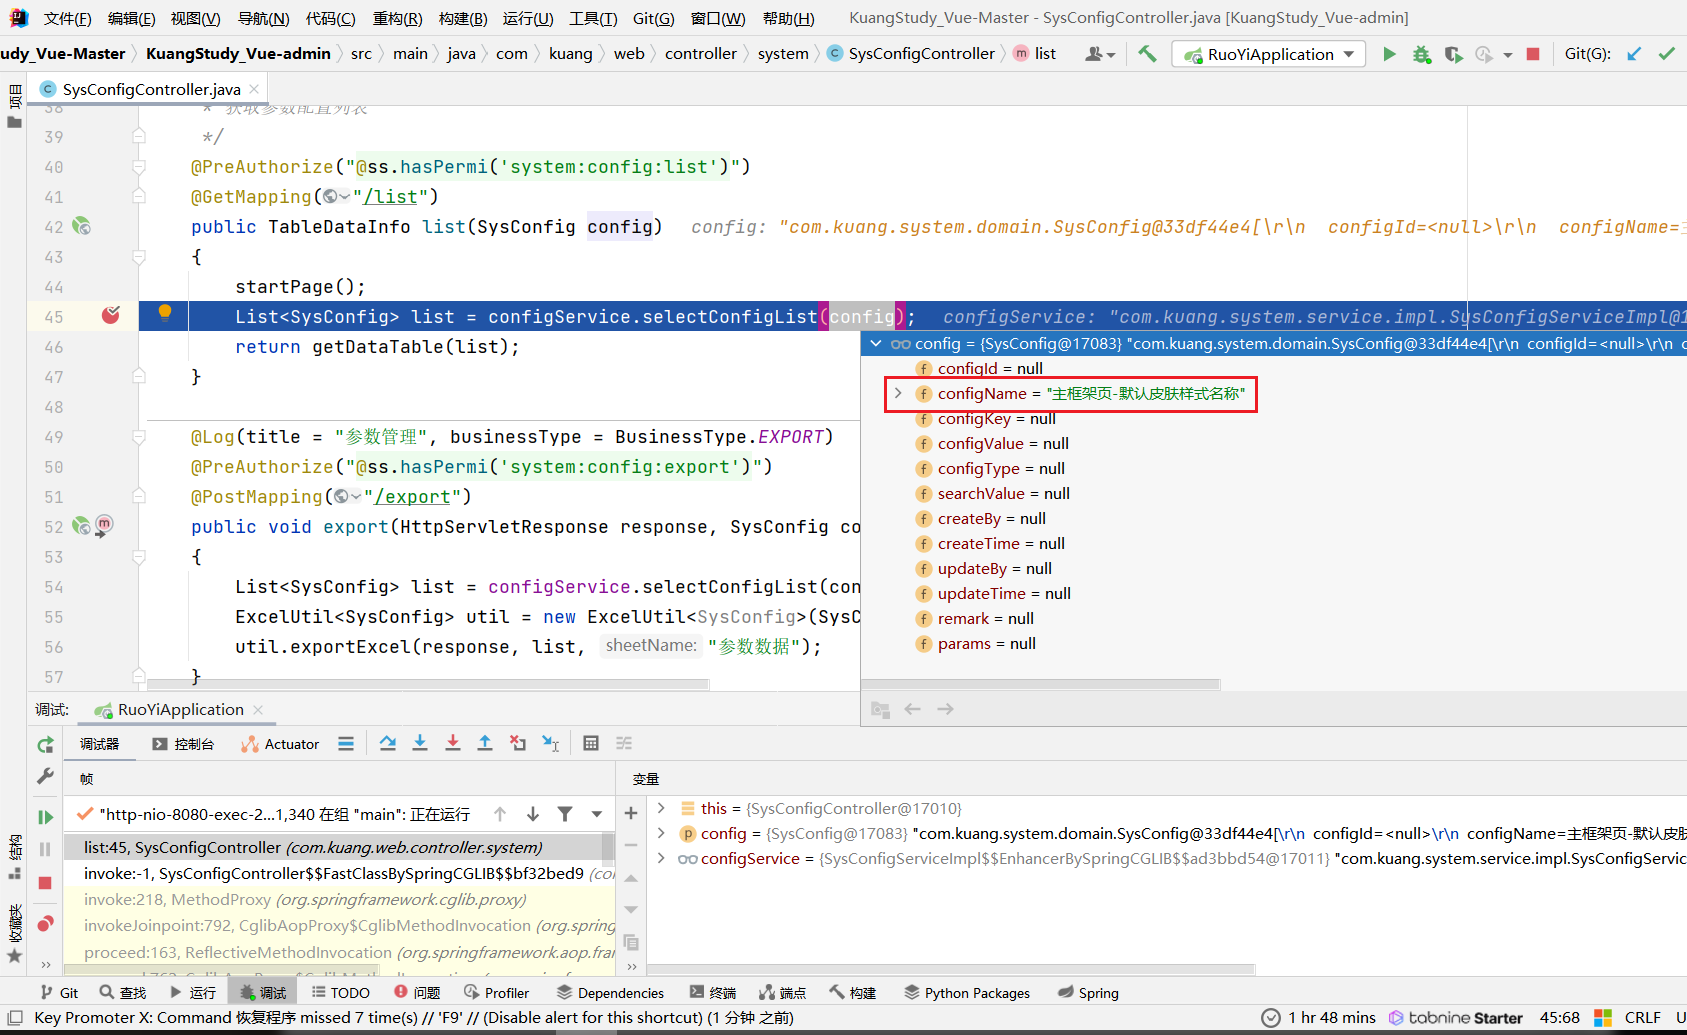 文件(F) 编辑(E) 视图(V) 导航(N) 代码(C) 重构(R) 构建(B) 运行(U) 工具(T) Git(G) 窗口(W) 帮助(H) KuangStudy_Vue-Master - SysConfigController.java [KuangStudy_Vue-admin]
udy_Vue-Master KuangStudy_Vue-admin src main java com kuang web controller system SysConfigController list RuoYiApplication Git(G):
项目
SysConfigController.java
38 * 获取参数配置列表
39 */
40 @PreAuthorize("@ss.hasPermi('system:config:list')")
41 @GetMapping("/list")
42 public TableDataInfo list(SysConfig config) config: "com.kuang.system.domain.SysConfig@33df44e4[\r\n configId=<null>\r\n configName=
43 {
44 startPage();
45 List<SysConfig> list = configService.selectConfigList(config); configService: "com.kuang.system.service.impl.SysConfigServiceImpl@1
46 return getDataTable(list);
47 }
48
49 @Log(title = "参数管理", businessType = BusinessType.EXPORT)
50 @PreAuthorize("@ss.hasPermi('system:config:export')")
51 @PostMapping("/export")
52 public void export(HttpServletResponse response, SysConfig co
53 {
54 List<SysConfig> list = configService.selectConfigList(con
55 ExcelUtil<SysConfig> util = new ExcelUtil<SysConfig>(SysC
56 util.exportExcel(response, list, sheetName: "参数数据");
57 }
config = {SysConfig@17083} "com.kuang.system.domain.SysConfig@33df44e4[\r\n configId=<null>\r\n c
configId = null
configName = "主框架页-默认皮肤样式名称"
configKey = null
configValue = null
configType = null
searchValue = null
createBy = null
createTime = null
updateBy = null
updateTime = null
remark = null
params = null
调试: RuoYiApplication
调试器 控制台 Actuator
帧
变量
"http-nio-8080-exec-2...1,340 在组 "main": 正在运行
list:45, SysConfigController (com.kuang.web.controller.system)
invoke:-1, SysConfigController$$FastClassBySpringCGLIB$$bf32bed9 (co
invoke:218, MethodProxy (org.springframework.cglib.proxy)
invokeJoinpoint:792, CglibAopProxy$CglibMethodInvocation (org.spring
proceed:163, ReflectiveMethodInvocation (org.springframework.aop.fra
this = {SysConfigController@17010}
config = {SysConfig@17083} "com.kuang.system.domain.SysConfig@33df44e4[\r\n configId=<null>\r\n configName=主框架页-默认皮肤
configService = {SysConfigServiceImpl$$EnhancerBySpringCGLIB$$ad3bbd54@17011} "com.kuang.system.service.impl.SysConfigServic
结构
收藏夹
Git 查找 运行 调试 TODO 问题 Profiler Dependencies 终端 端点 构建 Python Packages Spring
Key Promoter X: Command 恢复程序 missed 7 time(s) // 'F9' // (Disable alert for this shortcut) (1 分钟 之前) 1 hr 48 mins tabnine Starter 45:68 CRLF U